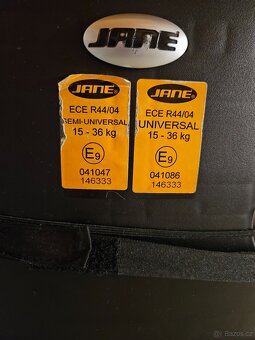 JANE
JANE®
ECE R44/04
SEMI-UNIVERSAL
15 - 36 kg
E9
041047
146333
JANE®
ECE R44/04
UNIVERSAL
15 - 36 kg
E9
041086
146333
Bazoš.cz